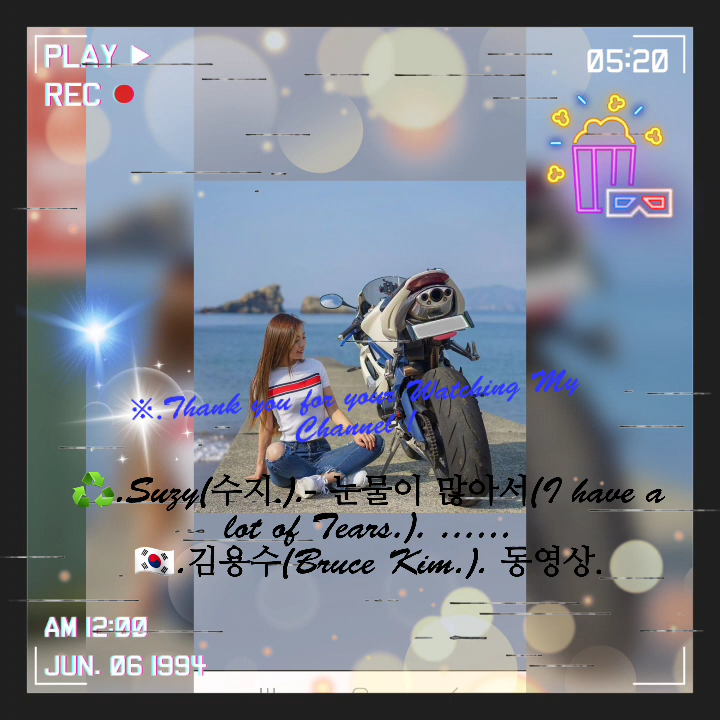 PLAY
05:20
REC
※.Thank you for your Watching My
Channel !
♻️.Suzy(수지.).- 눈물이 많아서(I have a
lot of Tears.). ......
🇰🇷.김용수(Bruce Kim.). 동영상.
AM 12:00
JUN. 06 1994